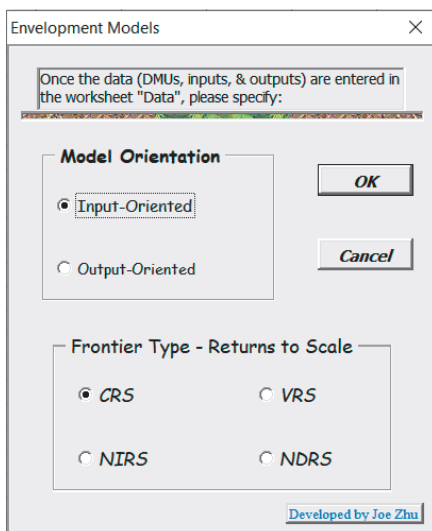 Envelopment Models
Once the data (DMUs, inputs, & outputs) are entered in
the worksheet "Data", please specify:
Model Orientation
Input-Oriented
Output-Oriented
OK
Cancel
Frontier Type - Returns to Scale
CRS
VRS
NIRS
NDRS
Developed by Joe Zhu